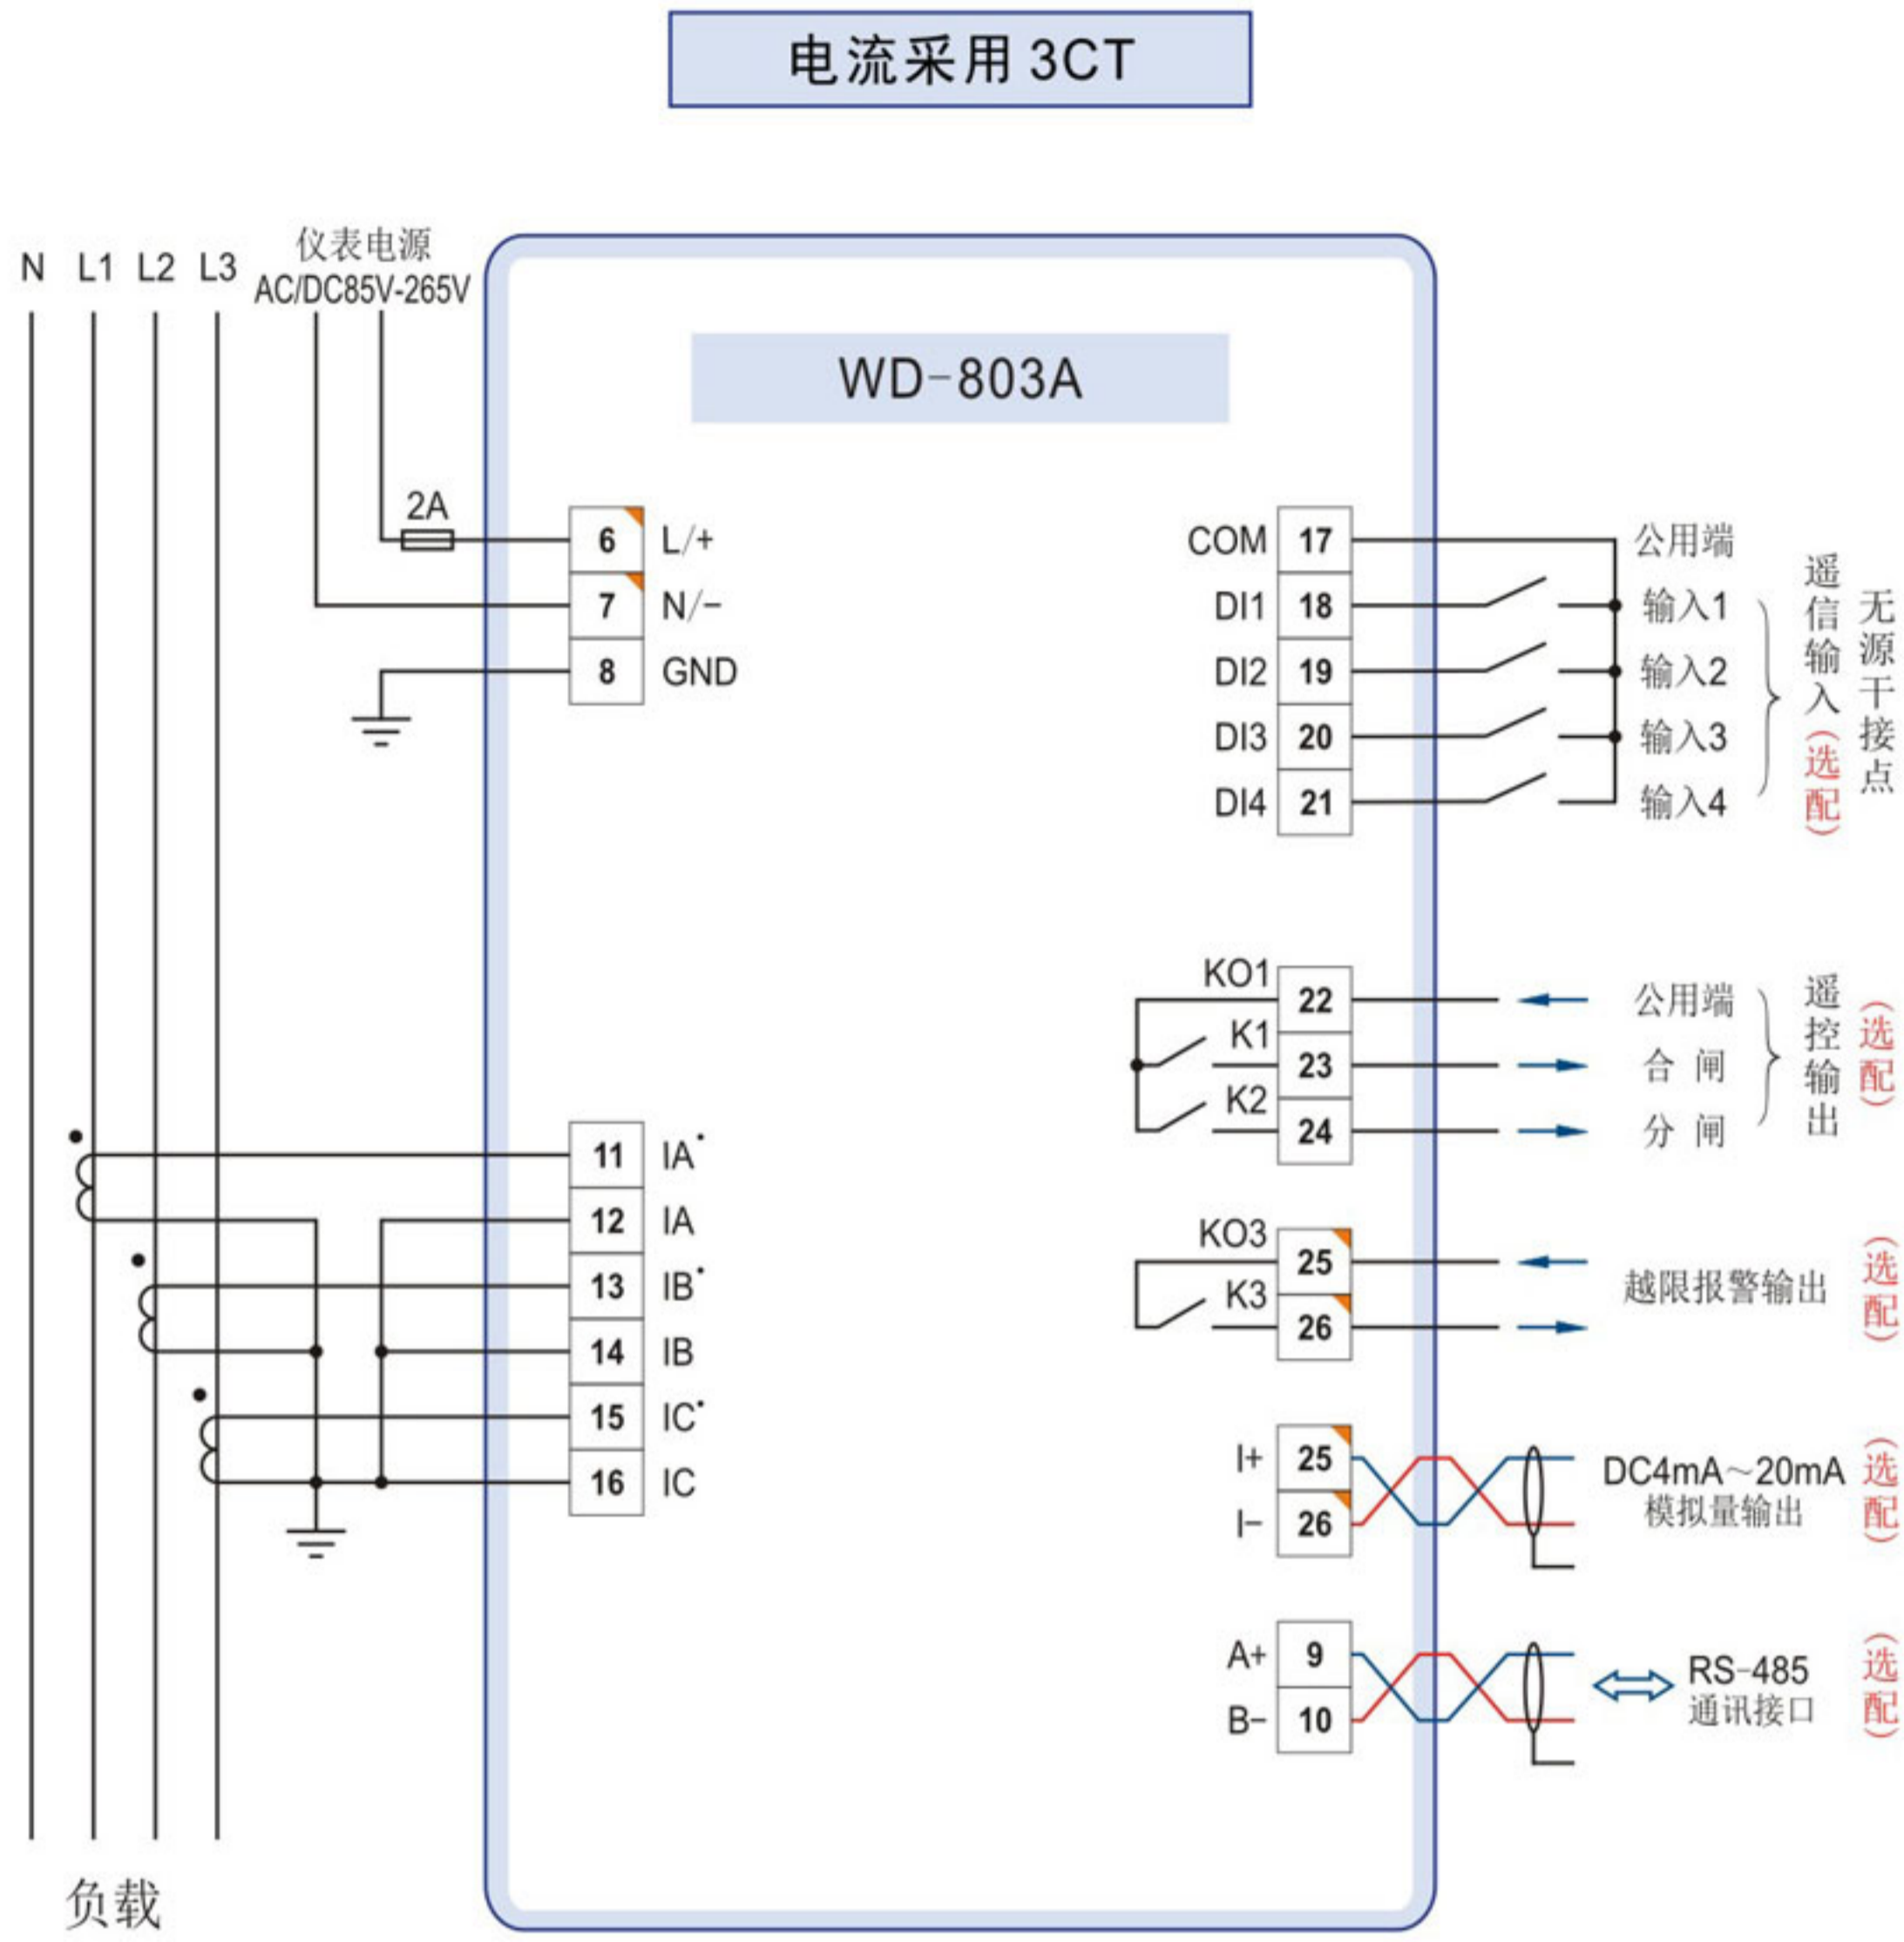 电流采用3CT
N L1 L2 L3
仪表电源
AC/DC85V-265V
WD-803A
2A
6 L/+
7 N/-
8 GND
11 IA•
12 IA
13 IB•
14 IB
15 IC•
16 IC
负载
COM 17 公用端
DI1 18 输入1
DI2 19 输入2
DI3 20 输入3
DI4 21 输入4
遥信输入(选配)
无源干接点
KO1 22 公用端
K1 23 合 闸
K2 24 分 闸
遥控输出
(选配)
KO3 25
K3 26
越限报警输出
(选配)
I+ 25
I- 26
DC4mA~20mA
模拟量输出
(选配)
A+ 9
B- 10
RS-485
通讯接口
(选配)